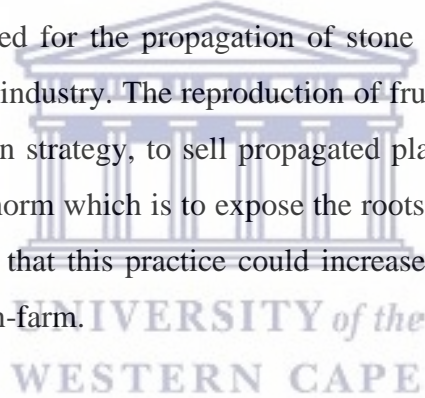 ed for the propagation of stone
industry. The reproduction of fru
n strategy, to sell propagated pla
norm which is to expose the roots
that this practice could increase
n-farm.
UNIVERSITY of the
WESTERN CAPE